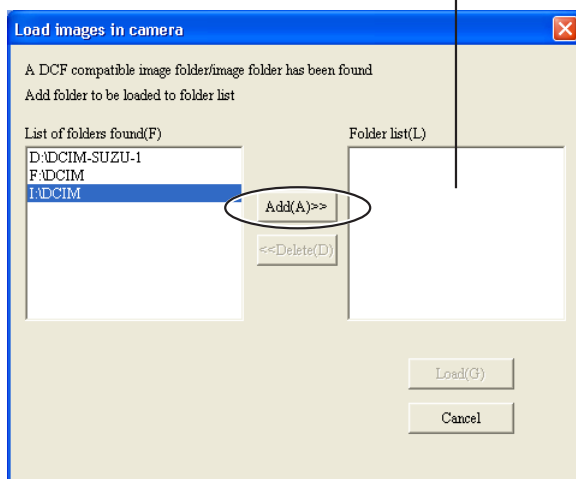 Load images in camera
A DCF compatible image folder/image folder has been found
Add folder to be loaded to folder list
List of folders found(F)
Folder list(L)
D:\DCIM-SUZU-1
F:\DCIM
I:\DCIM
Add(A)>>
<<Delete(D)
Load(G)
Cancel